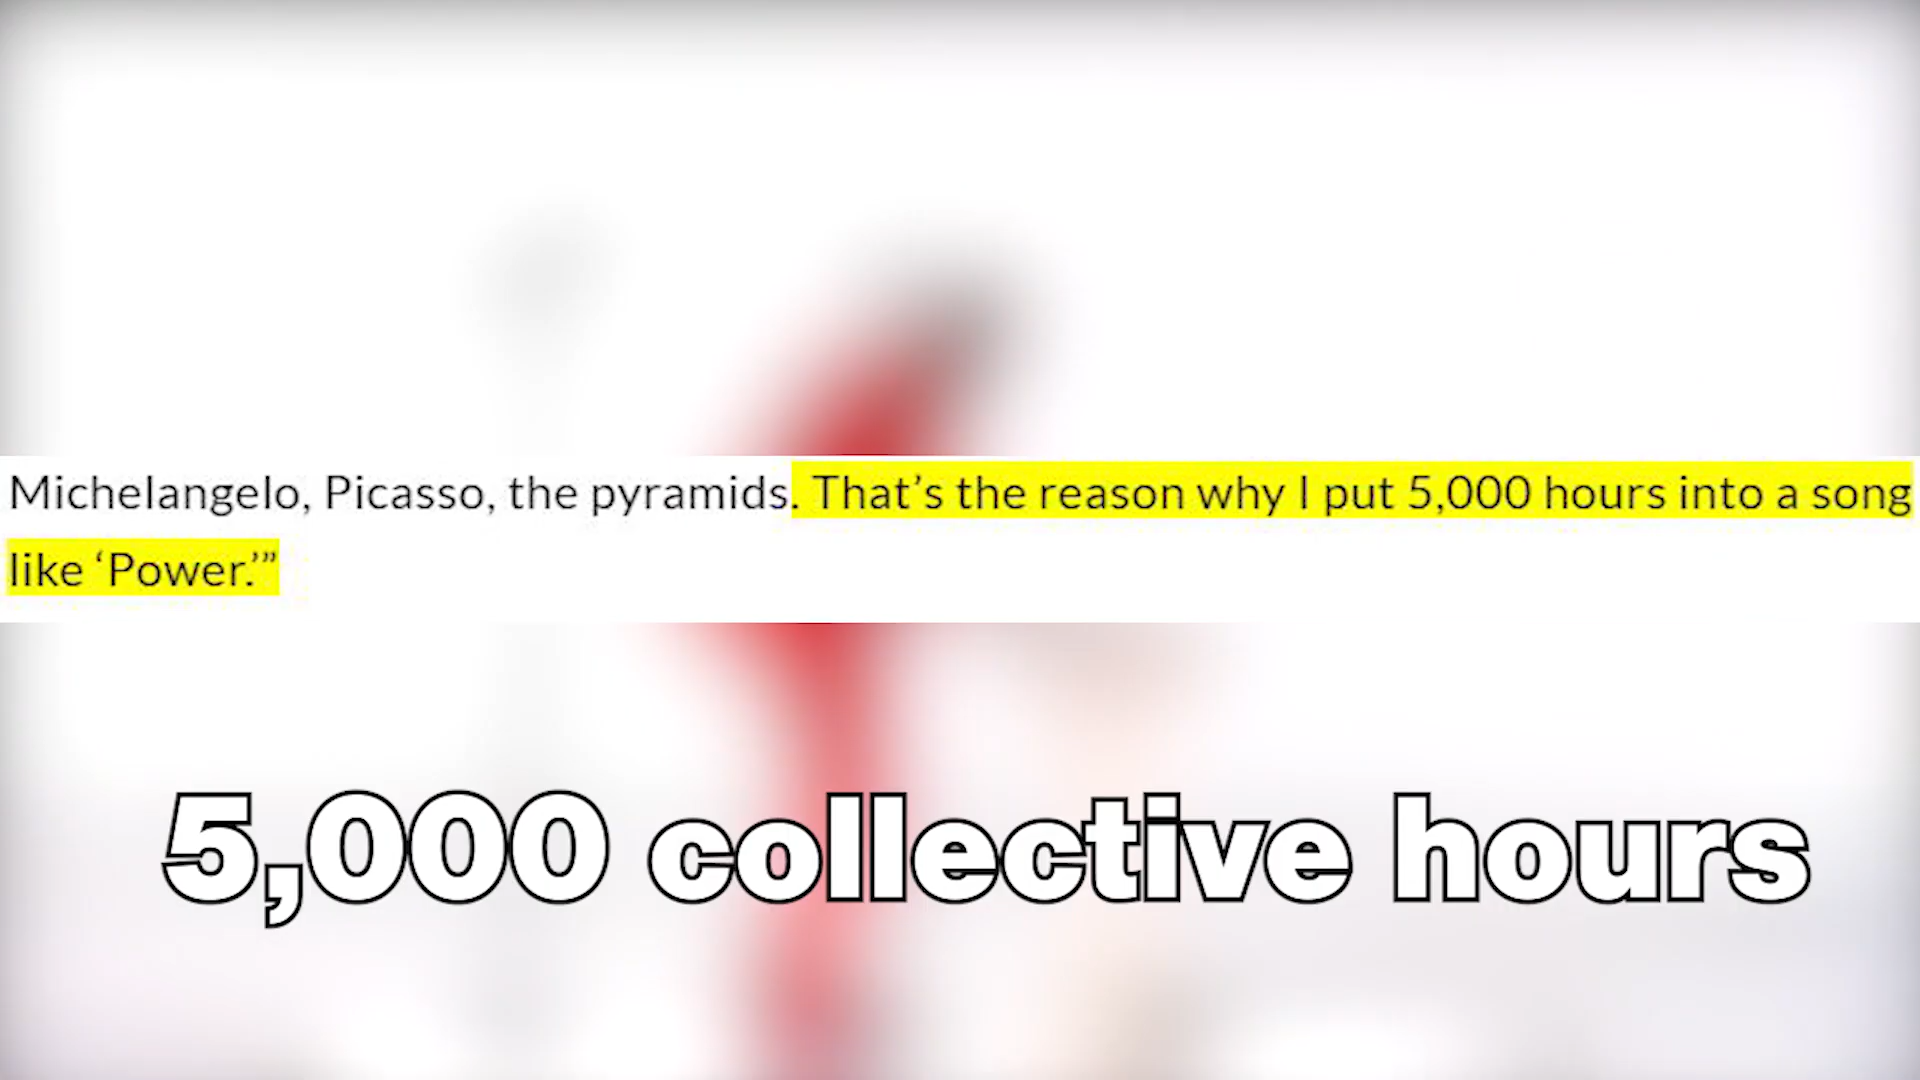 Michelangelo, Picasso, the pyramids. That’s the reason why I put 5,000 hours into a song
like ‘Power.’”
5,000 collective hours